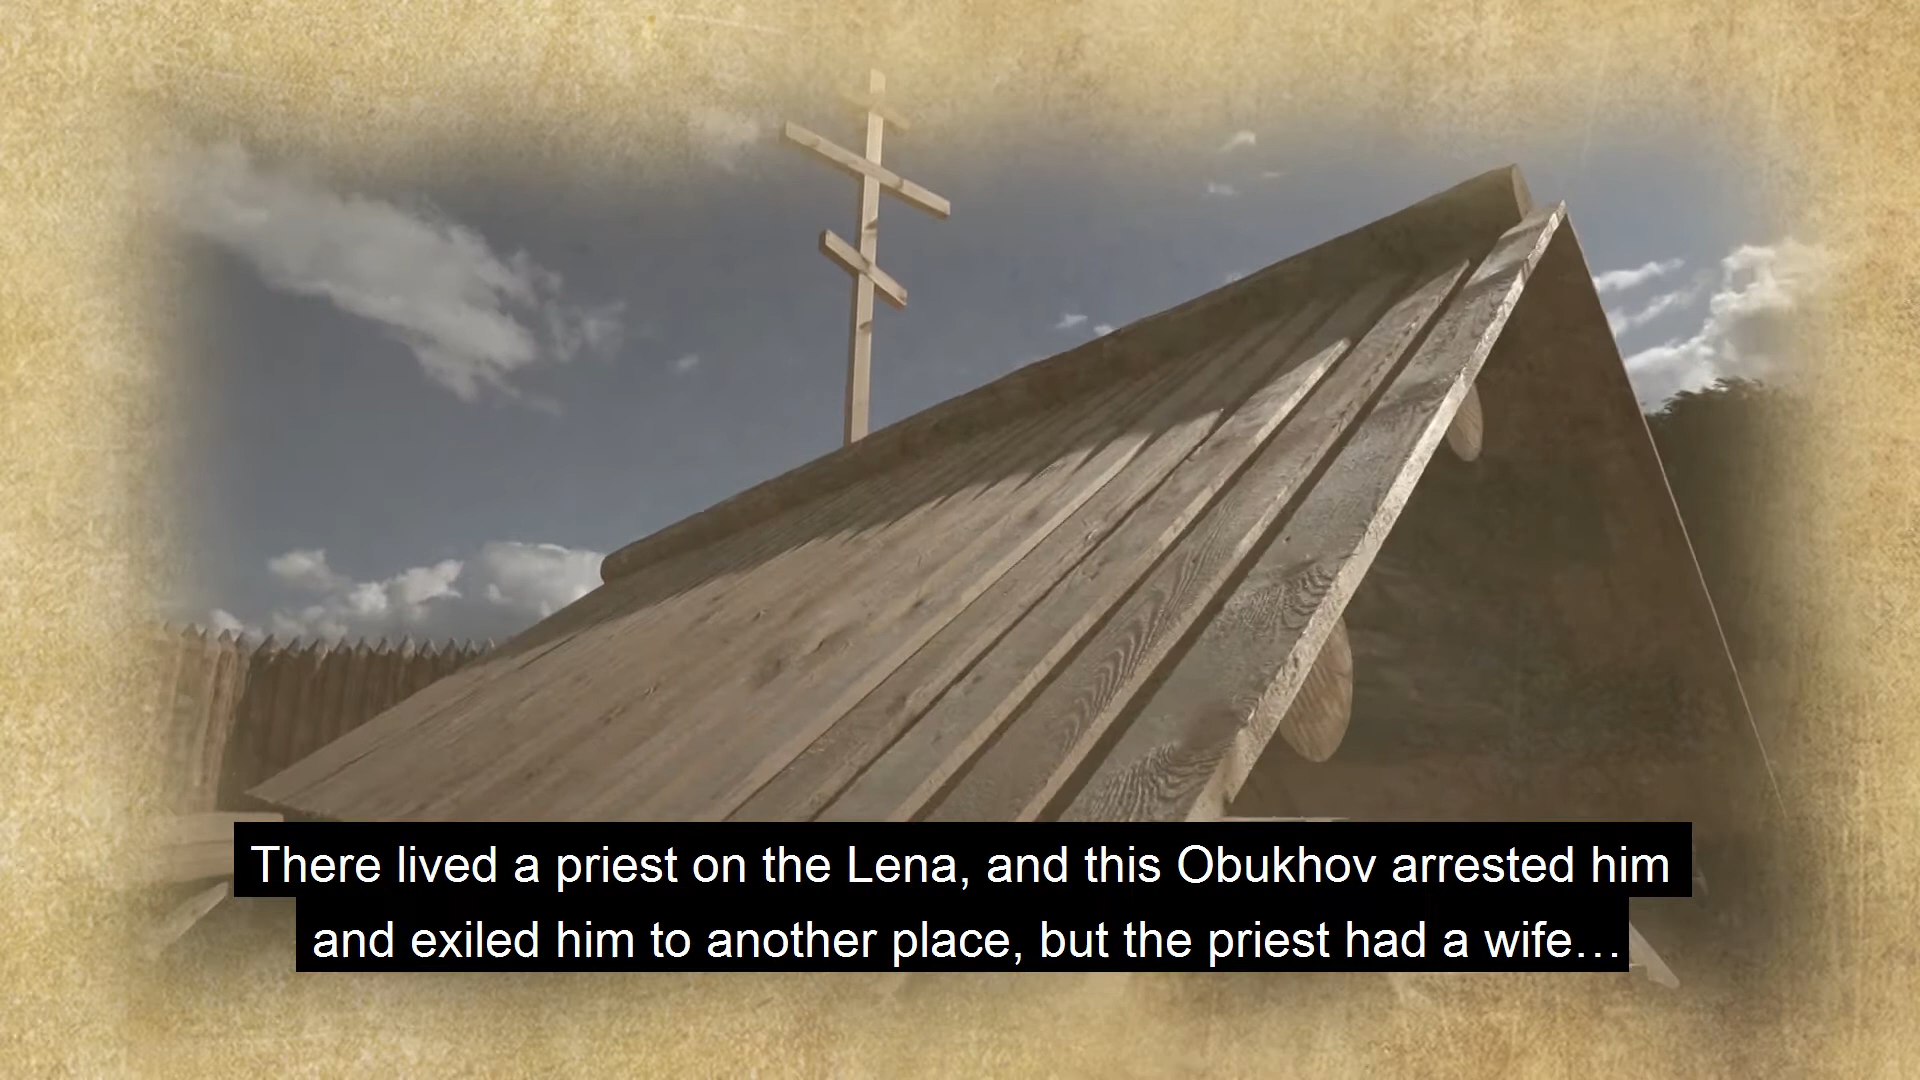 There lived a priest on the Lena, and this Obukhov arrested him
and exiled him to another place, but the priest had a wife…